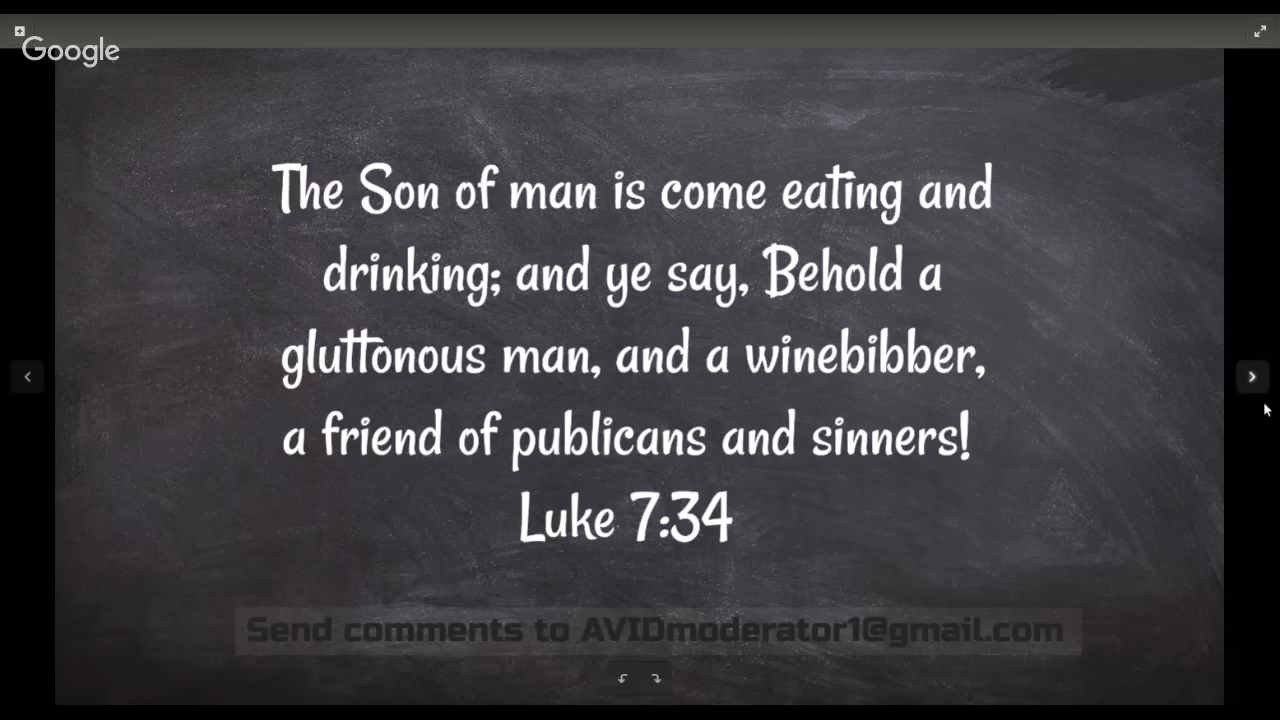 Google
The Son of man is come eating and
drinking; and ye say, Behold a
gluttonous man, and a winebibber,
a friend of publicans and sinners!
Luke 7:34
Send comments to AVIDmoderator1@gmail.com